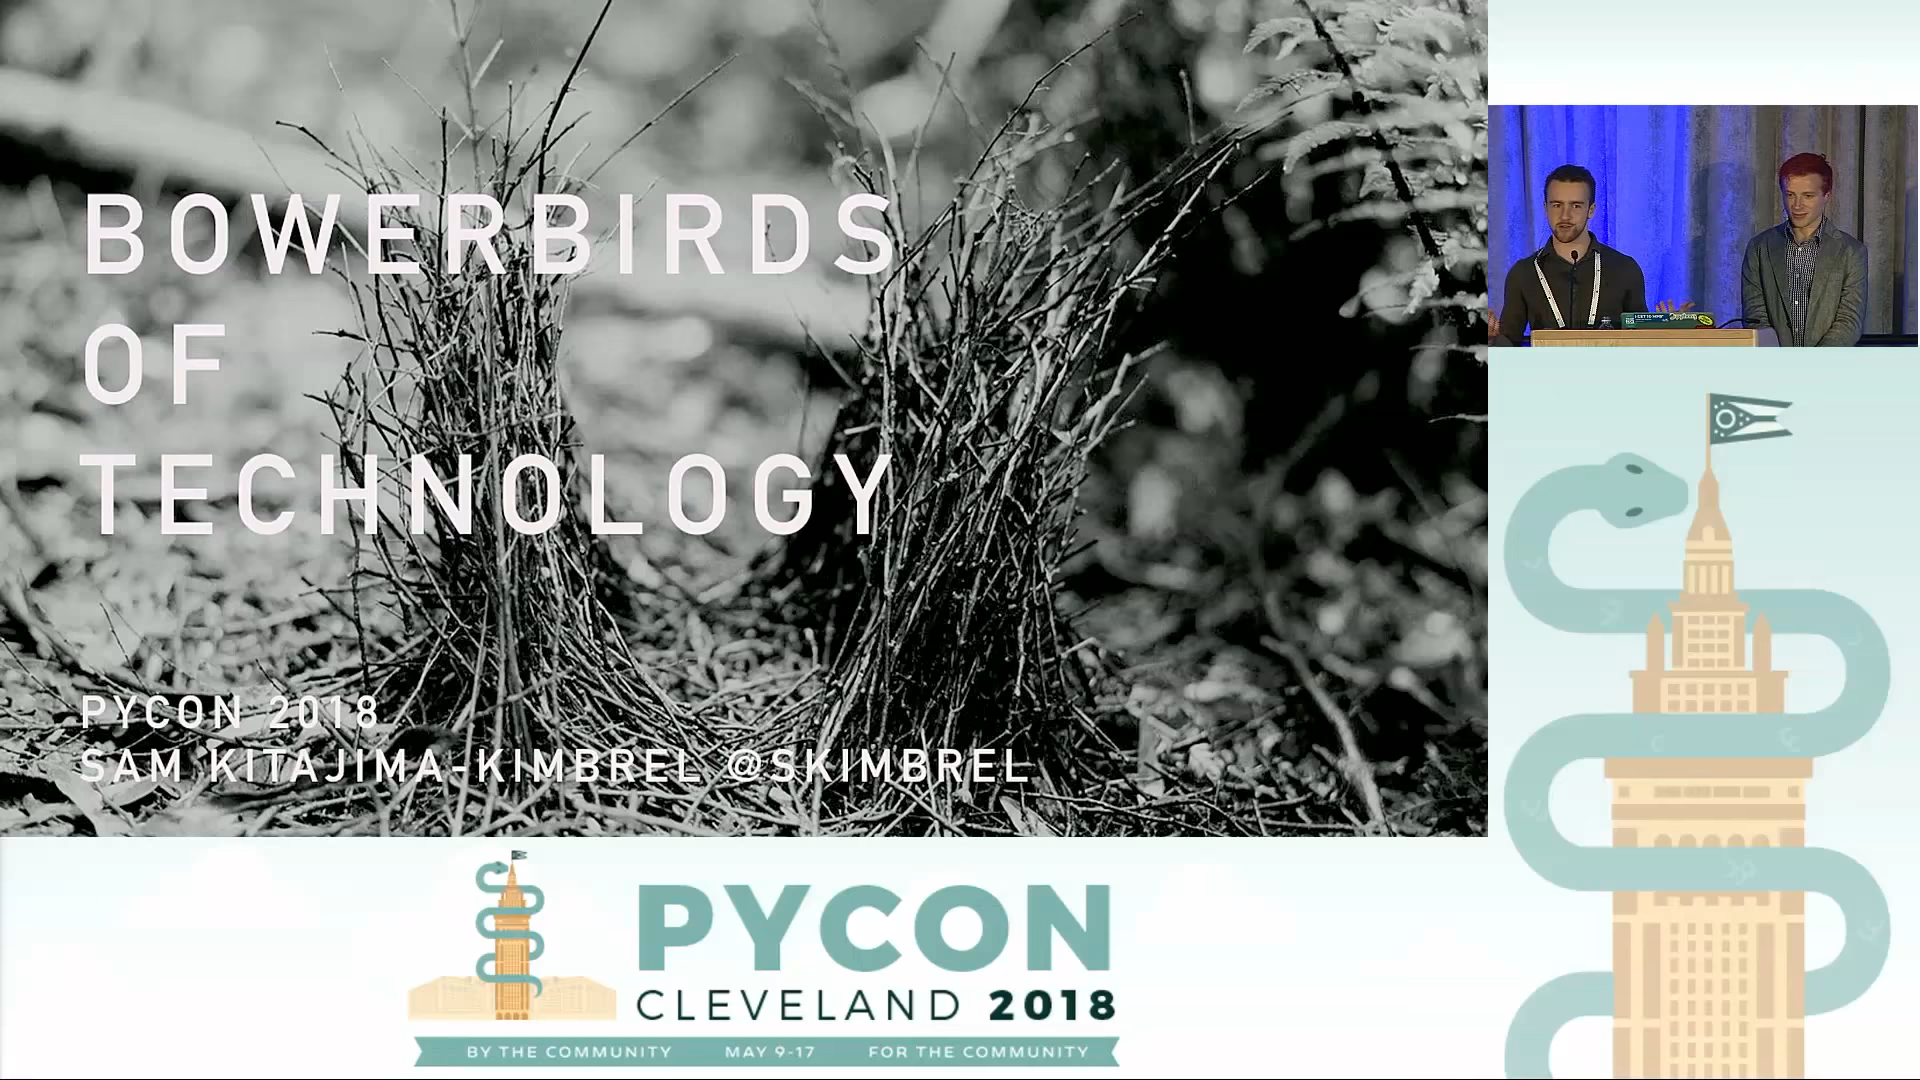 BOWERBIRDS
OF
TECHNOLOGY
PYCON 2018
SAM KITAJIMA-KIMBREL @SKIMBREL
PYCON
CLEVELAND 2018
BY THE COMMUNITY MAY 9-17 FOR THE COMMUNITY